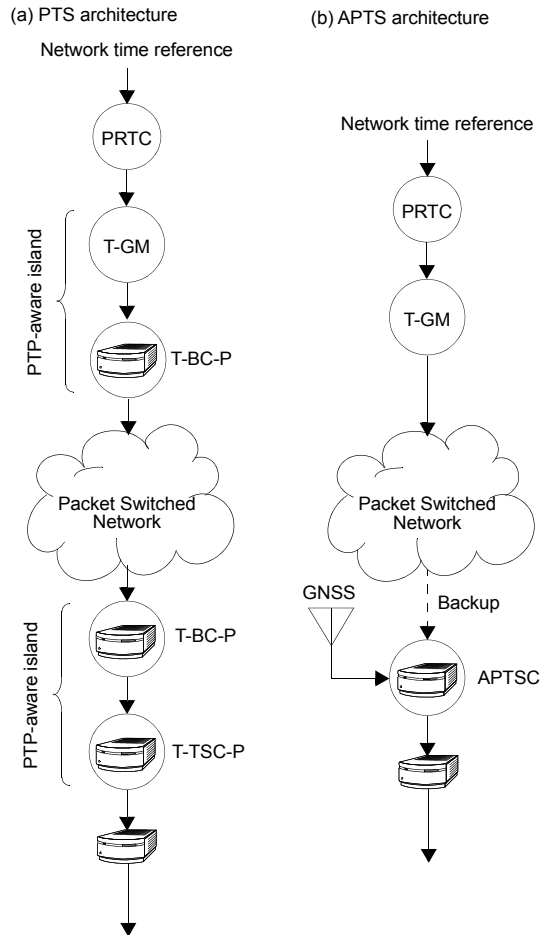 (a) PTS architecture
Network time reference
PRTC
T-GM
PTP-aware island
T-BC-P
Packet Switched
Network
T-BC-P
PTP-aware island
T-TSC-P
(b) APTS architecture
Network time reference
PRTC
T-GM
Packet Switched
Network
GNSS
Backup
APTSC